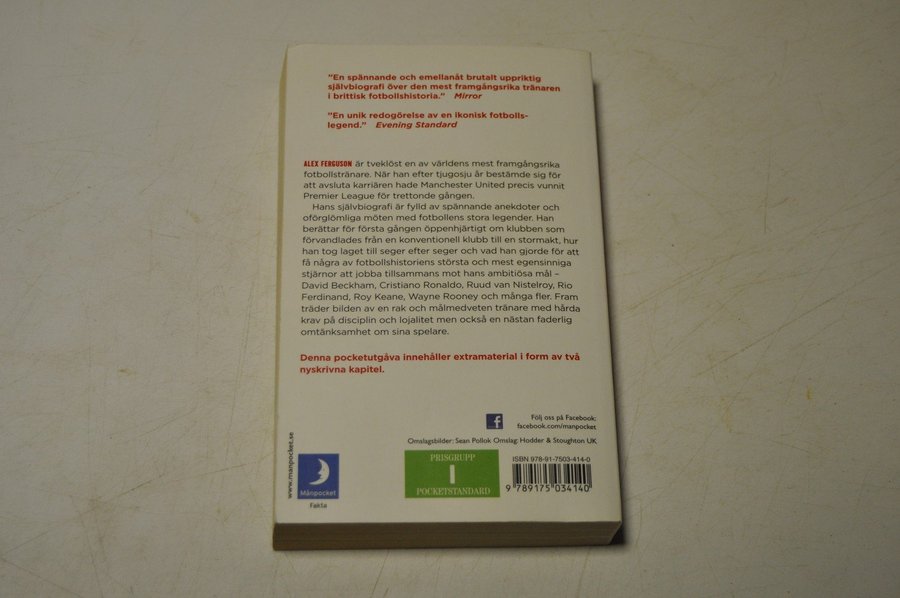 "En spännande och emellanåt brutalt uppriktig
självbiografi över den mest framgångsrika tränaren
i brittisk fotbollshistoria." Mirror
"En unik redogörelse av en ikonisk fotbolls-
legend." Evening Standard
ALEX FERGUSON är tveklöst en av världens mest framgångsrika
fotbollstränare. När han efter tjugosju år bestämde sig för
att avsluta karriären hade Manchester United precis vunnit
Premier League för trettonde gången.
Hans självbiografi är fylld av spännande anekdoter och
oförglömliga möten med fotbollens stora legender. Han
berättar för första gången öppenhjärtigt om klubben som
förvandlades från en konventionell klubb till en stormakt, hur
han tog laget till seger efter seger och vad han gjorde för att
få några av fotbollshistoriens största och mest egensinniga
stjärnor att jobba tillsammans mot hans ambitiösa mål –
David Beckham, Cristiano Ronaldo, Ruud van Nistelroy, Rio
Ferdinand, Roy Keane, Wayne Rooney och många fler. Fram
träder bilden av en rak och målmedveten tränare med hårda
krav på disciplin och lojalitet men också en nästan faderlig
omtänksamhet om sina spelare.
Denna pocketutgåva innehåller extramaterial i form av två
nyskrivna kapitel.
Följ oss på Facebook:
facebook.com/manpocket
Omslagsbilder: Sean Pollok Omslag: Hodder & Stoughton UK
www.manpocket.se
Månpocket
Fakta
PRISGRUPP
1
POCKETSTANDARD
ISBN 978-91-7503-414-0
9 789175 034140